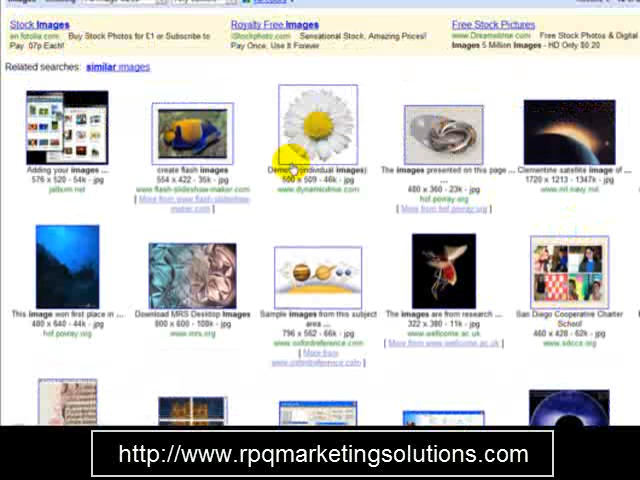 Stock Images
Royalty Free Images
Free Stock Pictures
en.fotolia.com Buy Stock Photos for £1 or Subscribe to
iStockphoto.com Sensational Stock, Amazing Prices!
www.Dreamstime.com Free Stock Photos & Digital
Pay .07p Each!
Pay Once, Use It Forever
Images 5 Million Images - HD Only $0.20
Related searches: similar images
Adding your images ...
create flash images
(individual images)
The images presented on this page ...
Clementine satellite image of ...
576 x 520 - 54k - jpg
554 x 422 - 35k - jpg
500 x 509 - 46k - jpg
...
1720 x 1213 - 1347k - jpg
jalbum.net
www.flash-slideshow-maker.com
www.dynamicdrive.com
480 x 360 - 23k - jpg
www.nrl.navy.mil
[ More from www.flash-slideshow-maker.com ]
hof.povray.org
[ More from hof.povray.org ]
This image won first place in ...
Download MRS Desktop Images
Sample images from this subject
The images are from research ...
San Diego Cooperative Charter
480 x 640 - 44k - jpg
800 x 600 - 108k - jpg
area ...
322 x 380 - 11k - jpg
School
hof.povray.org
www.mrs.org
796 x 562 - 66k - jpg
www.wellcome.ac.uk
460 x 428 - 62k - jpg
www.oxfordreference.com
[ More from www.wellcome.ac.uk ]
www.sdccs.org
[ More from
www.oxfordreference.com ]
http://www.rpqmarketingsolutions.com